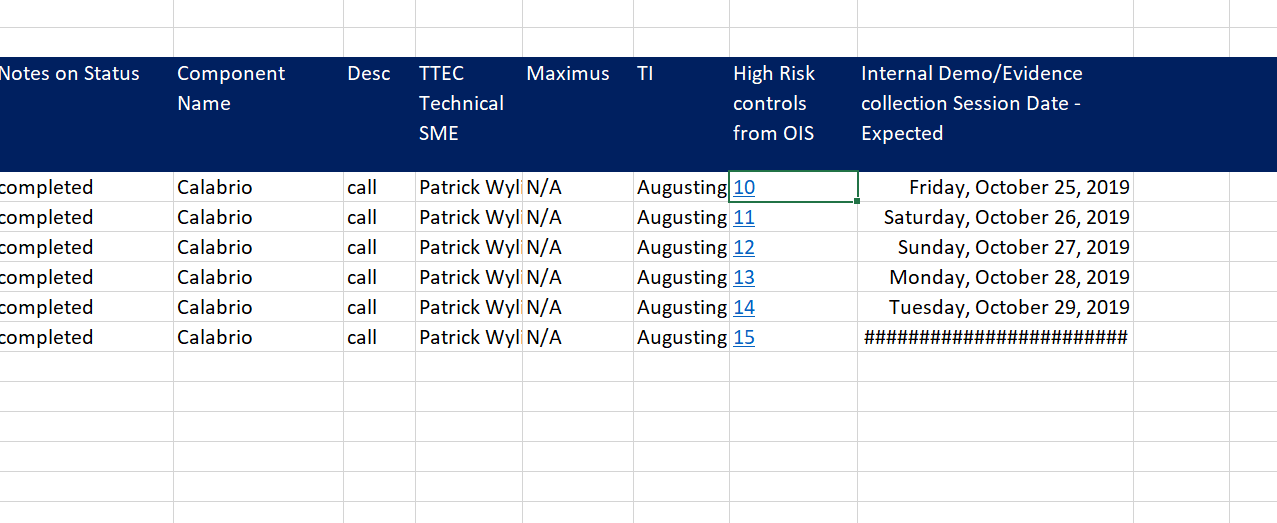 Notes on Status Component Name Desc TTEC Technical SME Maximus TI High Risk controls from OIS Internal Demo/Evidence collection Session Date - Expected
completed Calabrio call Patrick Wyl N/A Augusting 10 Friday, October 25, 2019
completed Calabrio call Patrick Wyl N/A Augusting 11 Saturday, October 26, 2019
completed Calabrio call Patrick Wyl N/A Augusting 12 Sunday, October 27, 2019
completed Calabrio call Patrick Wyl N/A Augusting 13 Monday, October 28, 2019
completed Calabrio call Patrick Wyl N/A Augusting 14 Tuesday, October 29, 2019
completed Calabrio call Patrick Wyl N/A Augusting 15 ########################